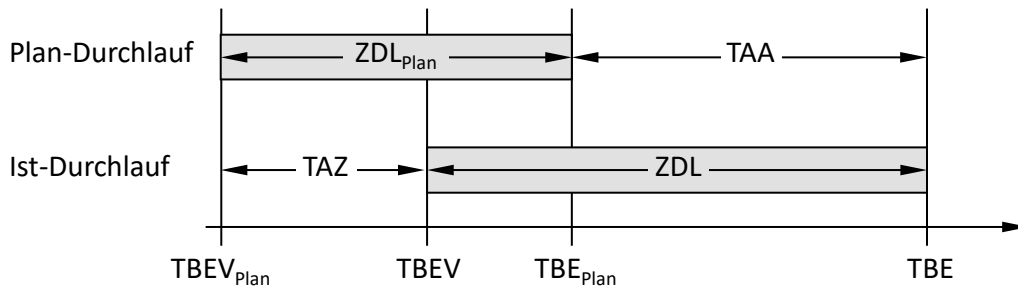 Plan-Durchlauf ZDL_Plan TAA
Ist-Durchlauf TAZ ZDL
TBEV_Plan TBEV TBE_Plan TBE